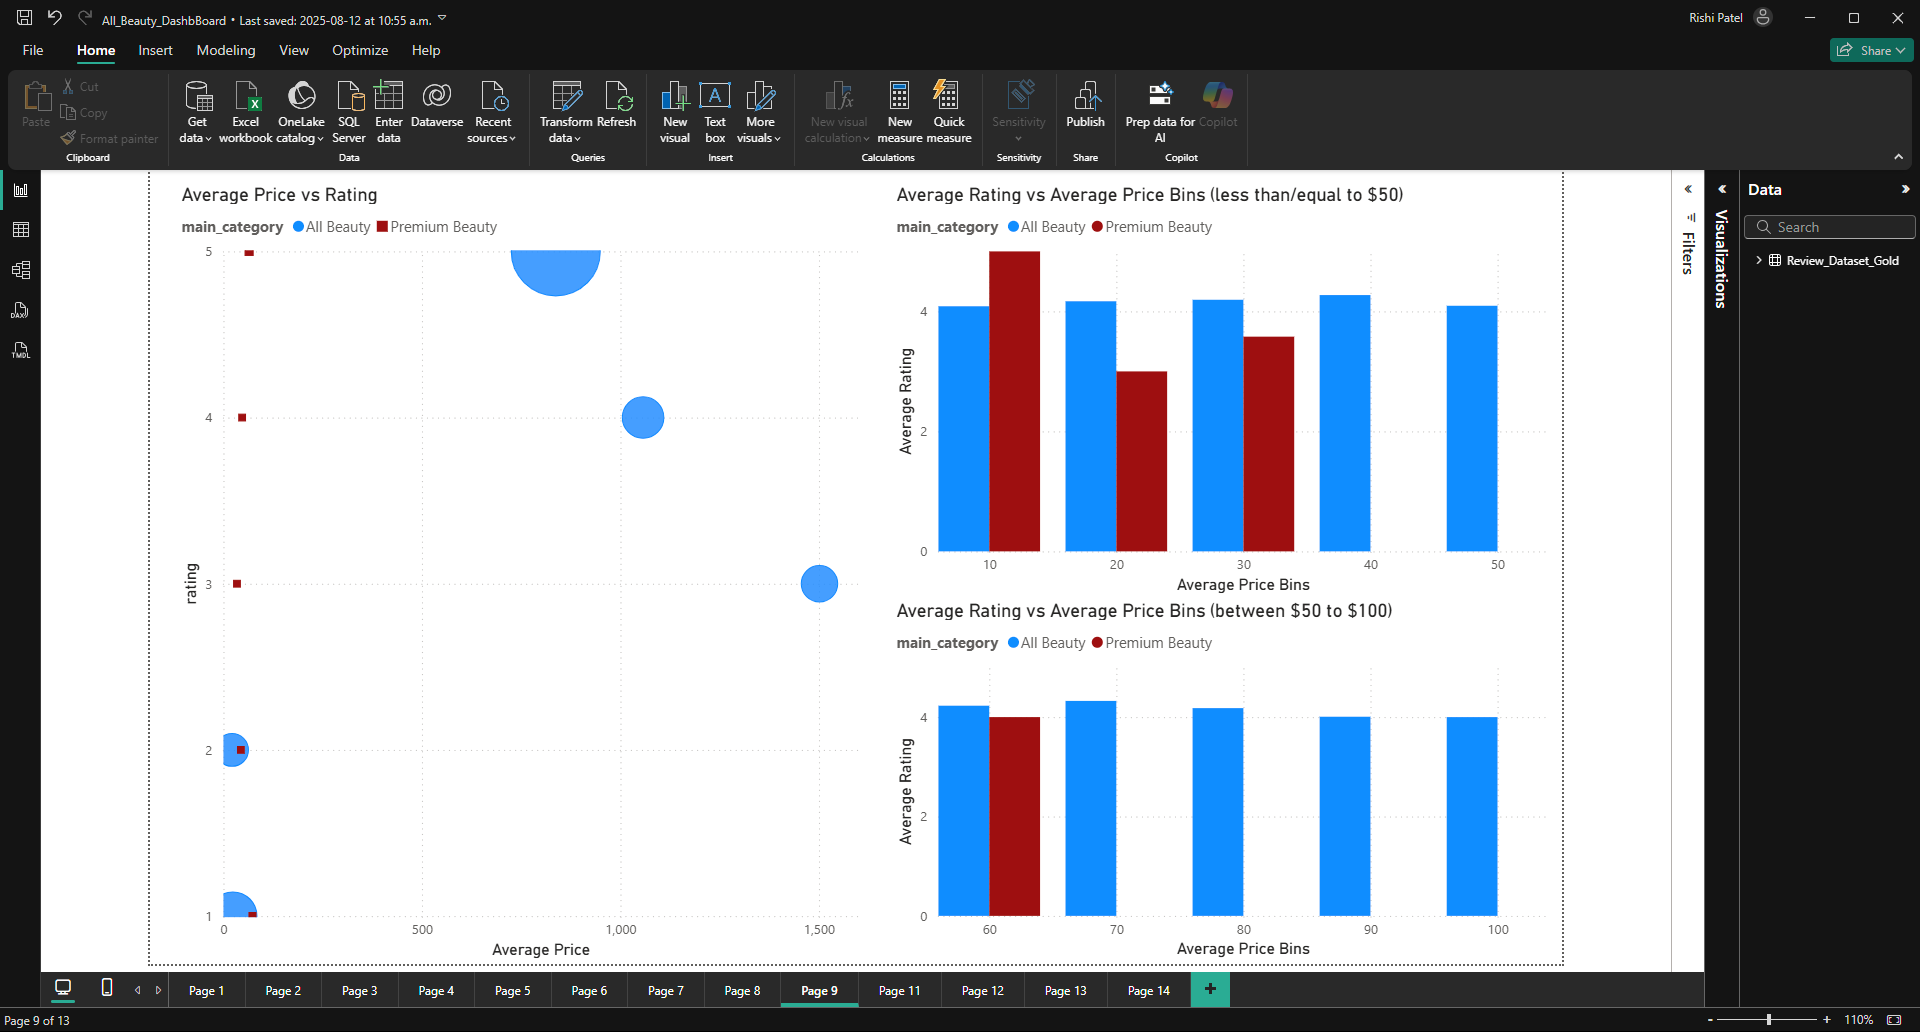 All_Beauty_DashbBoard • Last saved: 2025-08-12 at 10:55 a.m.
Rishi Patel
File Home Insert Modeling View Optimize Help
Share
Paste
Cut
Copy
Format painter
Clipboard
Get data
Excel workbook
OneLake catalog
SQL Server
Enter data
Dataverse
Recent sources
Data
Transform data
Refresh
Queries
New visual
Text box
More visuals
Insert
New visual calculation
New measure
Quick measure
Calculations
Sensitivity
Sensitivity
Publish
Share
Prep data for AI
Copilot
Copilot
DAX
TMDL
Average Price vs Rating
main_category All Beauty Premium Beauty
5
4
3
2
1
rating
0 500 1,000 1,500
Average Price
Average Rating vs Average Price Bins (less than/equal to $50)
main_category All Beauty Premium Beauty
4
2
0
Average Rating
10 20 30 40 50
Average Price Bins
Average Rating vs Average Price Bins (between $50 to $100)
main_category All Beauty Premium Beauty
4
2
0
Average Rating
60 70 80 90 100
Average Price Bins
Filters
Visualizations
Data
Search
Review_Dataset_Gold
Page 1 Page 2 Page 3 Page 4 Page 5 Page 6 Page 7 Page 8 Page 9 Page 11 Page 12 Page 13 Page 14 +
Page 9 of 13
- + 110%